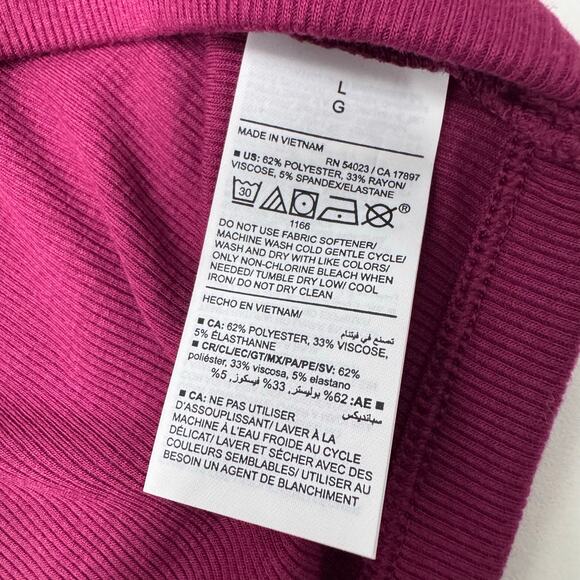 L
G
MADE IN VIETNAM
RN 54023 / CA 17897
■ US: 62% POLYESTER, 33% RAYON/
VISCOSE, 5% SPANDEX/ELASTANE
30
®
1166
DO NOT USE FABRIC SOFTENER/
MACHINE WASH COLD GENTLE CYCLE/
WASH AND DRY WITH LIKE COLORS/
ONLY NON-CHLORINE BLEACH WHEN
NEEDED/ TUMBLE DRY LOW/ COOL
IRON/ DO NOT DRY CLEAN
HECHO EN VIETNAM/
تصنع في فيتنام
■ CA: 62% POLYESTER, 33% VISCOSE,
5% ÉLASTHANNE
■ CR/CL/EC/GT/MX/PA/PE/SV: 62%
poliéster, 33% viscosa, 5% elastano
■ AE: 62% بوليستر, 33% فيسكوز, 5%
سباندیکس
■ CA: NE PAS UTILISER
D'ASSOUPLISSANT/ LAVER À LA
MACHINE À L'EAU FROIDE AU CYCLE
DÉLICAT/ LAVER ET SÉCHER AVEC DES
COULEURS SEMBLABLES/ UTILISER AU
BESOIN UN AGENT DE BLANCHIMENT